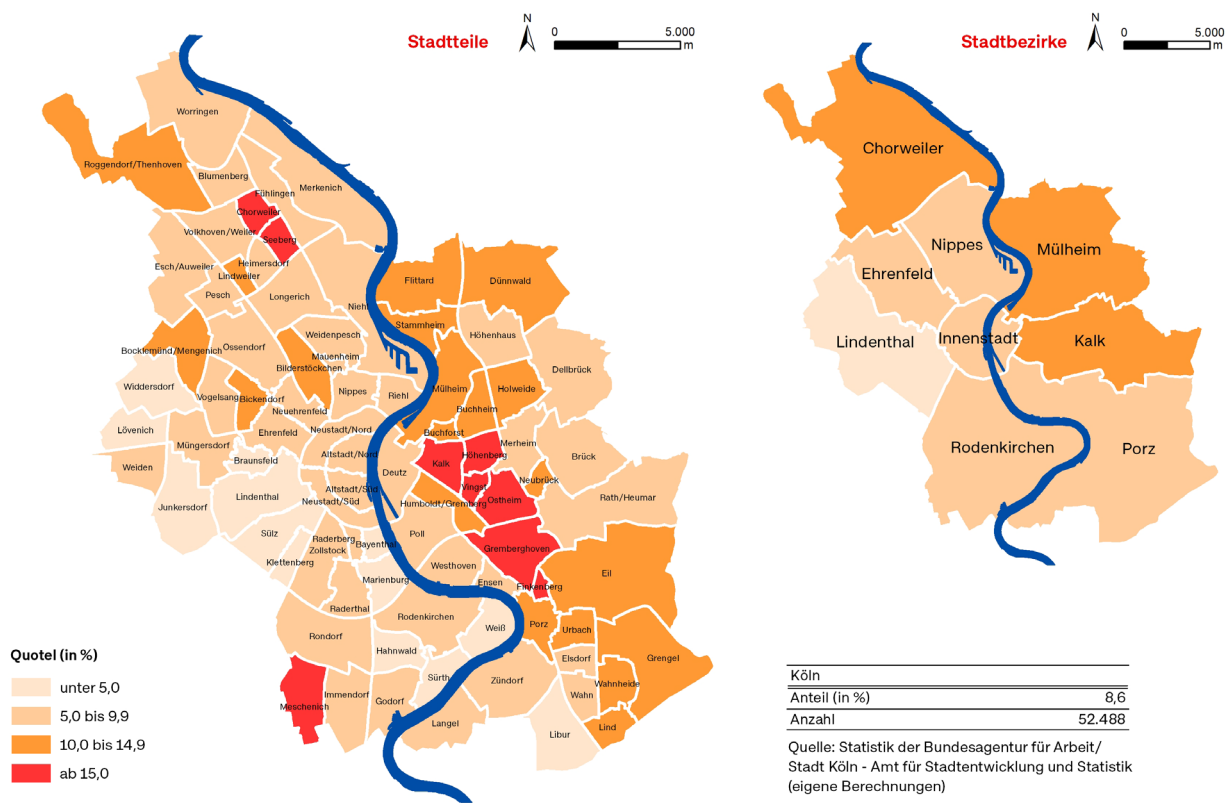 Stadtteile
N
0
5.000
m
Stadtbezirke
N
0
5.000
m
Worringen
Roggendorf/Thenhoven
Blumenberg
Fühlingen
Merkenich
Chorweiler
Volkhoven/Weiler
Seeberg
Heimersdorf
Esch/Auweiler
Lindweiler
Pesch
Longerich
Niehl
Flittard
Dünnwald
Stammheim
Höhenhaus
Weidenpesch
Ossendorf
Mauenheim
Bocklemünd/Mengenich
Bilderstöckchen
Dellbrück
Widdersdorf
Vogelsang
Bickendorf
Nippes
Riehl
Mülheim
Holweide
Buchheim
Neuehrenfeld
Lövenich
Ehrenfeld
Neustadt/Nord
Buchforst
Müngersdorf
Altstadt/Nord
Merheim
Höhenberg
Brück
Weiden
Braunsfeld
Kalk
Deutz
Vingst
Neubrück
Lindenthal
Altstadt/Süd
Ostheim
Rath/Heumar
Junkersdorf
Neustadt/Süd
Humboldt/Gremberg
Sülz
Raderberg
Bayenthal
Zollstock
Poll
Gremberghoven
Klettenberg
Westhoven
Eil
Marienburg
Ensen
Finkenberg
Raderthal
Rodenkirchen
Weiß
Porz
Urbach
Rondorf
Hahnwald
Elsdorf
Grengel
Sürth
Zündorf
Wahnheide
Meschenich
Immendorf
Godorf
Wahn
Langel
Lind
Libur
Chorweiler
Nippes
Mülheim
Ehrenfeld
Lindenthal
Innenstadt
Kalk
Rodenkirchen
Porz
Quotel (in %)
unter 5,0
5,0 bis 9,9
10,0 bis 14,9
ab 15,0
Köln
Anteil (in %) 8,6
Anzahl 52.488
Quelle: Statistik der Bundesagentur für Arbeit/
Stadt Köln - Amt für Stadtentwicklung und Statistik
(eigene Berechnungen)